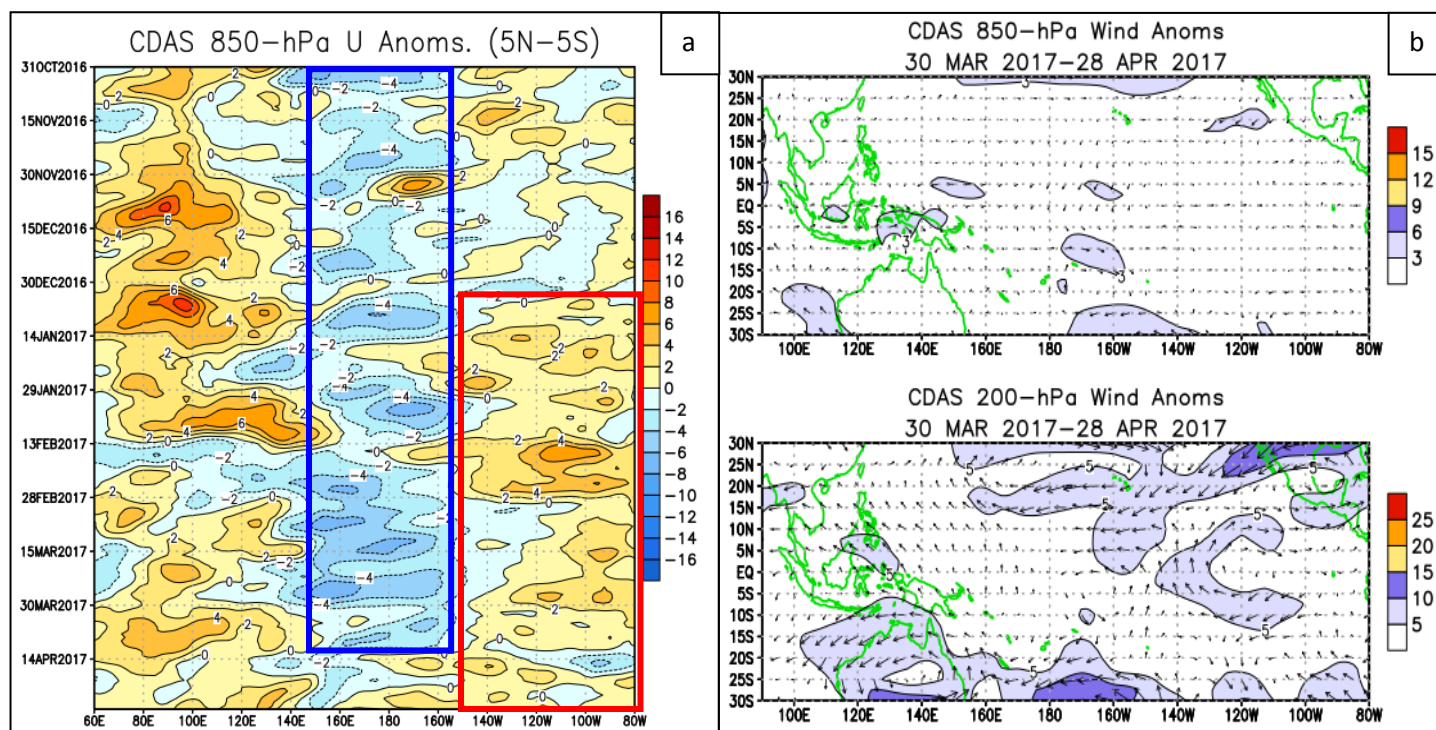 CDAS 850-hPa U Anoms. (5N-5S)
a
31OCT2016
15NOV2016
30NOV2016
15DEC2016
30DEC2016
14JAN2017
29JAN2017
13FEB2017
28FEB2017
15MAR2017
30MAR2017
14APR2017
60E 80E 100E 120E 140E 160E 180 160W 140W 120W 100W 80W
16
14
12
10
8
6
4
2
0
-2
-4
-6
-8
-10
-12
-14
-16
b
CDAS 850-hPa Wind Anoms
30 MAR 2017-28 APR 2017
30N
25N
20N
15N
10N
5N
EQ
5S
10S
15S
20S
25S
30S
100E 120E 140E 160E 180 160W 140W 120W 100W 80W
15
12
9
6
3
CDAS 200-hPa Wind Anoms
30 MAR 2017-28 APR 2017
30N
25N
20N
15N
10N
5N
EQ
5S
10S
15S
20S
25S
30S
100E 120E 140E 160E 180 160W 140W 120W 100W 80W
25
20
15
10
5